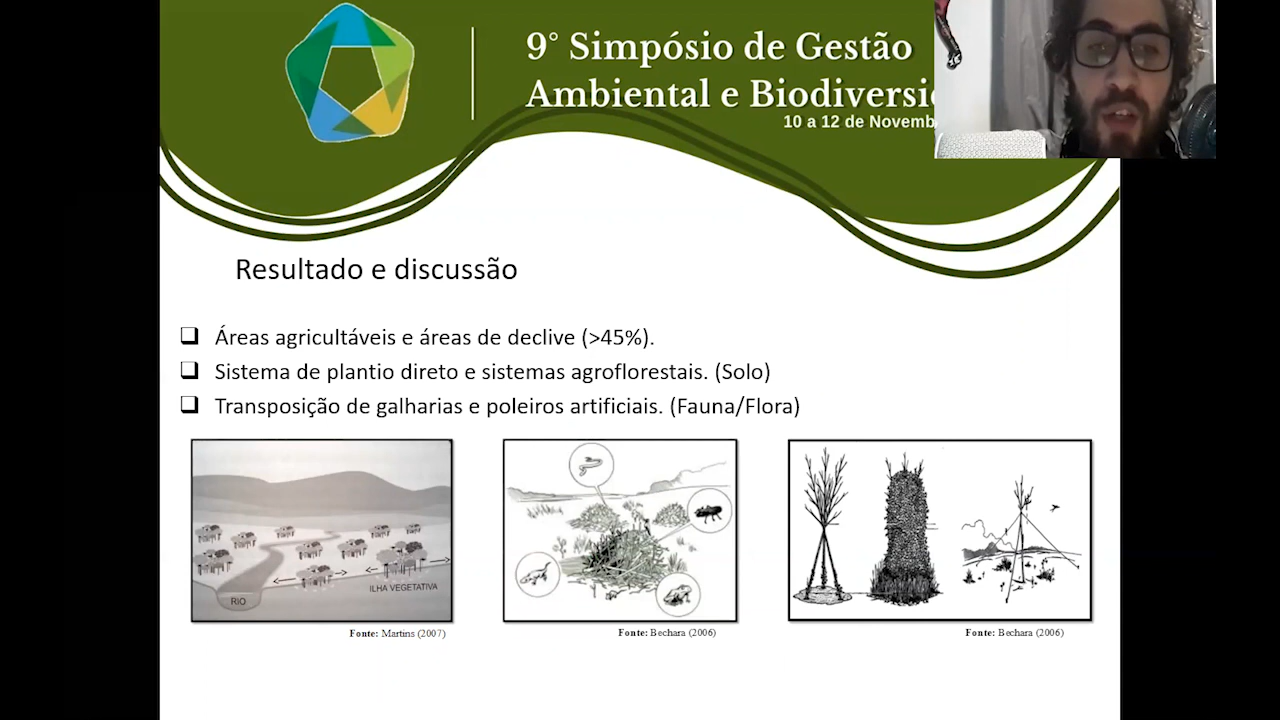 9° Simpósio de Gestão
Ambiental e Biodiversi
10 a 12 de Novemb
Resultado e discussão
Áreas agricultáveis e áreas de declive (>45%).
Sistema de plantio direto e sistemas agroflorestais. (Solo)
Transposição de galharias e poleiros artificiais. (Fauna/Flora)
ILHA VEGETATIVA
RIO
Fonte: Martins (2007)
Fonte: Bechara (2006)
Fonte: Bechara (2006)